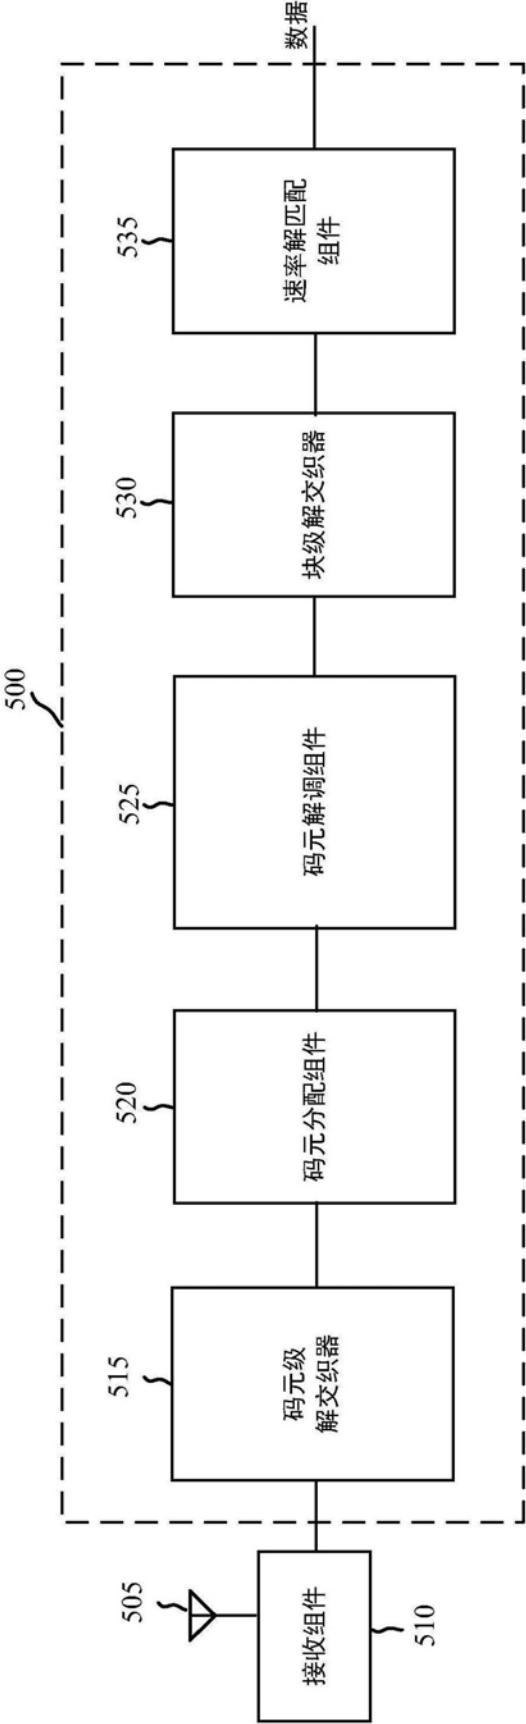 500
505
接收组件
510
515
码元级
解交织器
520
码元分配组件
525
码元解调组件
530
块级解交织器
535
速率解匹配
组件
数据